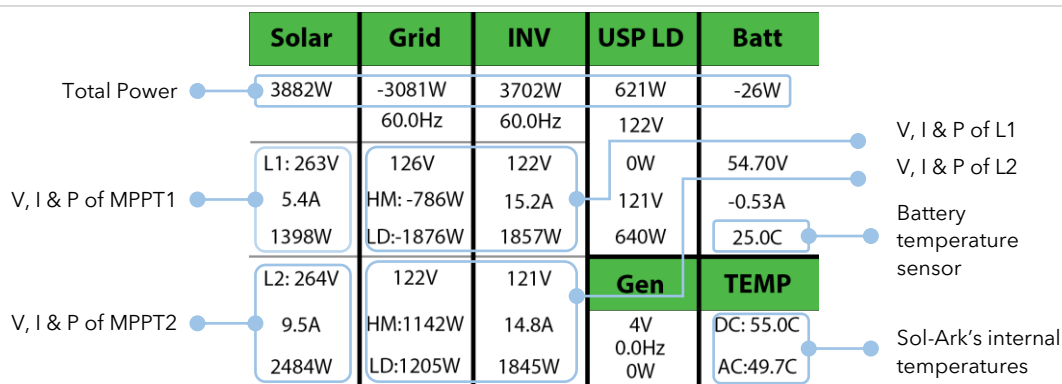 Solar Grid INV USP LD Batt
Total Power 3882W -3081W 3702W 621W -26W
60.0Hz 60.0Hz 122V
V, I & P of L1
L1: 263V 126V 122V 0W 54.70V
V, I & P of L2
V, I & P of MPPT1 5.4A HM: -786W 15.2A 121V -0.53A
Battery
temperature
sensor
1398W LD:-1876W 1857W 640W 25.0C
L2: 264V 122V 121V Gen TEMP
V, I & P of MPPT2 9.5A HM:1142W 14.8A 4V DC: 55.0C
0.0Hz
Sol-Ark's internal
temperatures
2484W LD:1205W 1845W 0W AC:49.7C